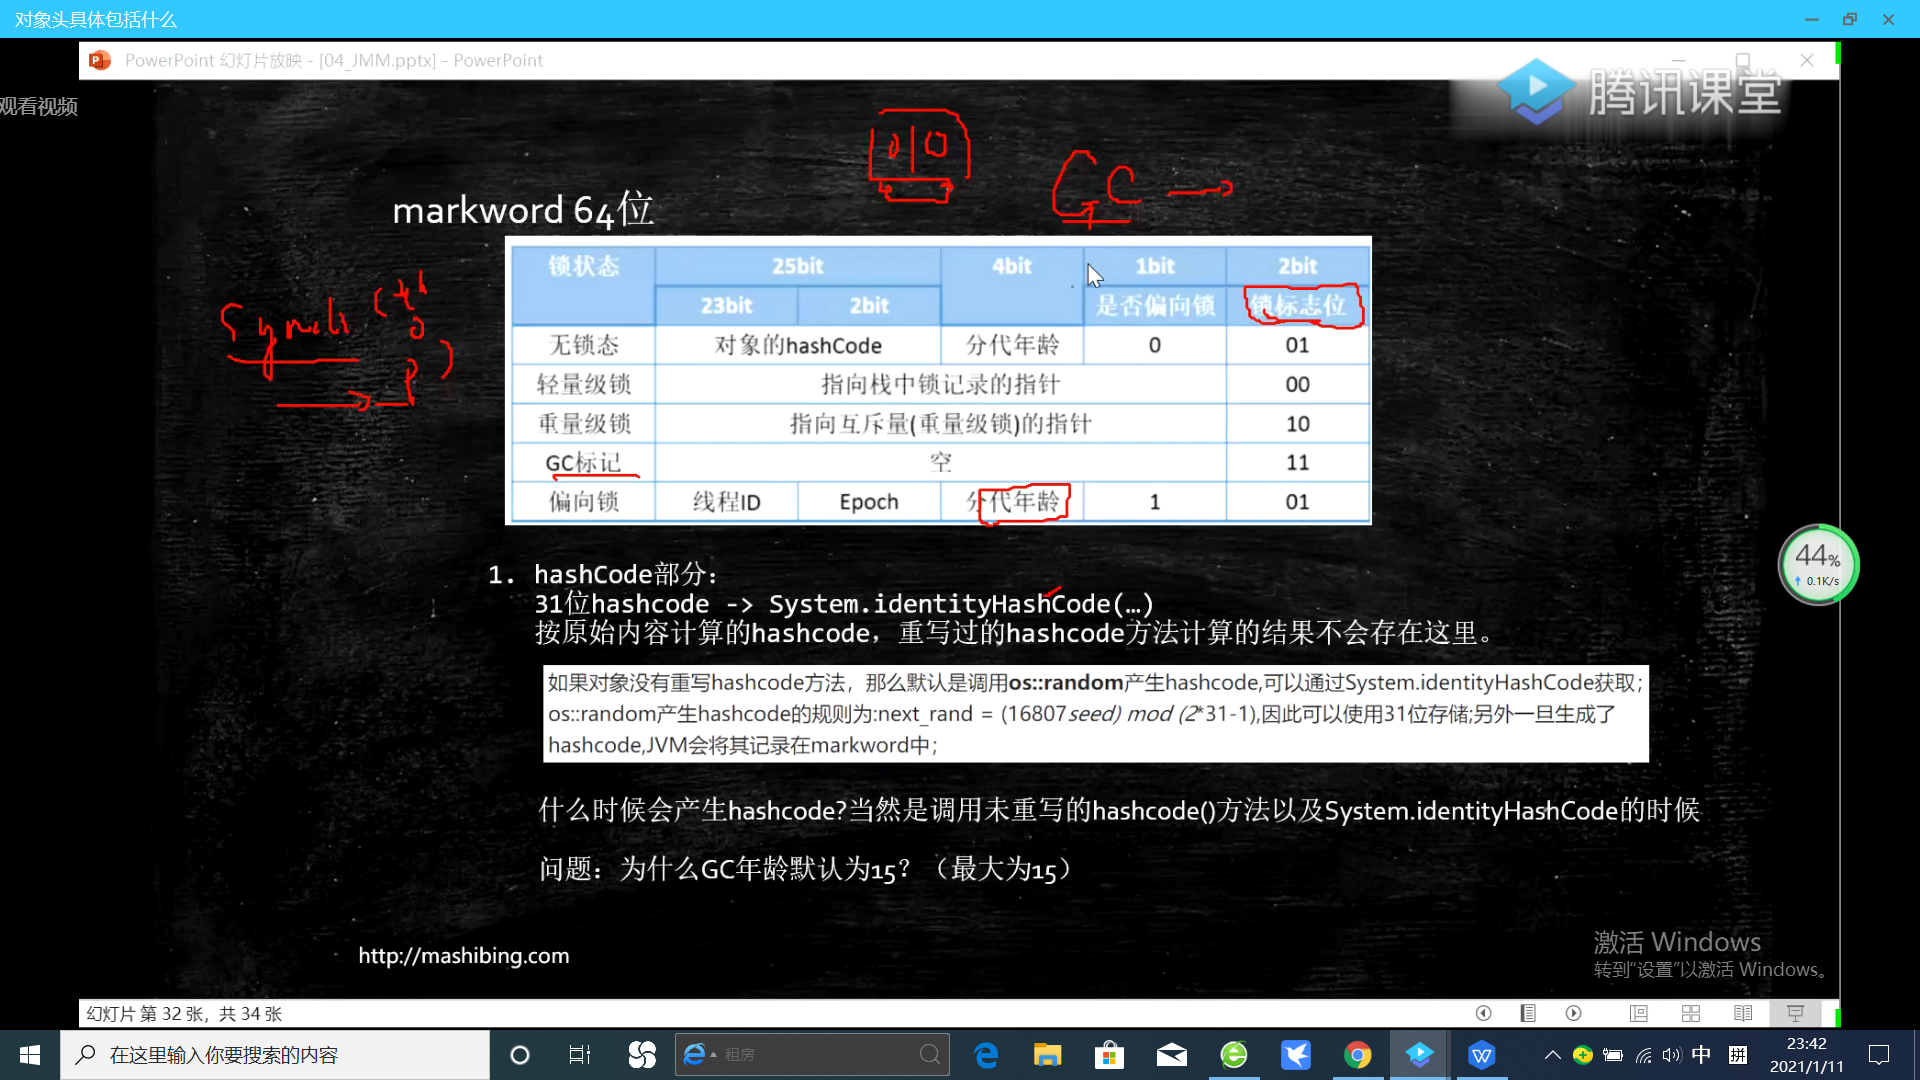 对象头具体包括什么
PowerPoint 幻灯片放映 - [04_JMM.pptx] - PowerPoint
腾讯课堂
观看视频
GC
markword 64位
锁状态 25bit 4bit 1bit 2bit
23bit 2bit 是否偏向锁 锁标志位
无锁态 对象的hashCode 分代年龄 0 01
轻量级锁 指向栈中锁记录的指针 00
重量级锁 指向互斥量(重量级锁)的指针 10
GC标记 空 11
偏向锁 线程ID Epoch 分代年龄 1 01
44%
0.1K/s
1. hashCode部分：
31位hashcode -> System.identityHashCode(…)
按原始内容计算的hashcode，重写过的hashcode方法计算的结果不会存在这里。
如果对象没有重写hashcode方法，那么默认是调用os::random产生hashcode,可以通过System.identityHashCode获取；
os::random产生hashcode的规则为:next_rand = (16807seed) mod (2*31-1),因此可以使用31位存储;另外一旦生成了
hashcode,JVM会将其记录在markword中；
什么时候会产生hashcode?当然是调用未重写的hashcode()方法以及System.identityHashCode的时候
问题：为什么GC年龄默认为15？（最大为15）
http://mashibing.com
激活 Windows
转到“设置”以激活 Windows。
幻灯片 第 32 张，共 34 张
在这里输入你要搜索的内容
租房
中
拼
23:42
2021/1/11